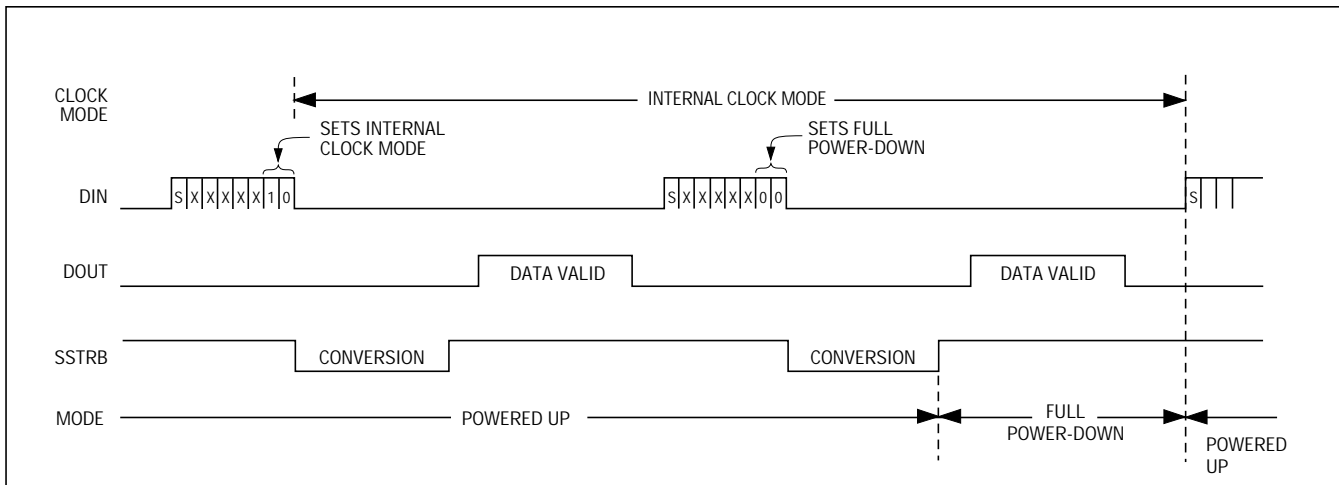 CLOCK
MODE
INTERNAL CLOCK MODE
SETS INTERNAL
CLOCK MODE
SETS FULL
POWER-DOWN
DIN
S X X X X X 1 0
S X X X X X 0 0
S
DOUT
DATA VALID
DATA VALID
SSTRB
CONVERSION
CONVERSION
MODE
POWERED UP
FULL
POWER-DOWN
POWERED
UP